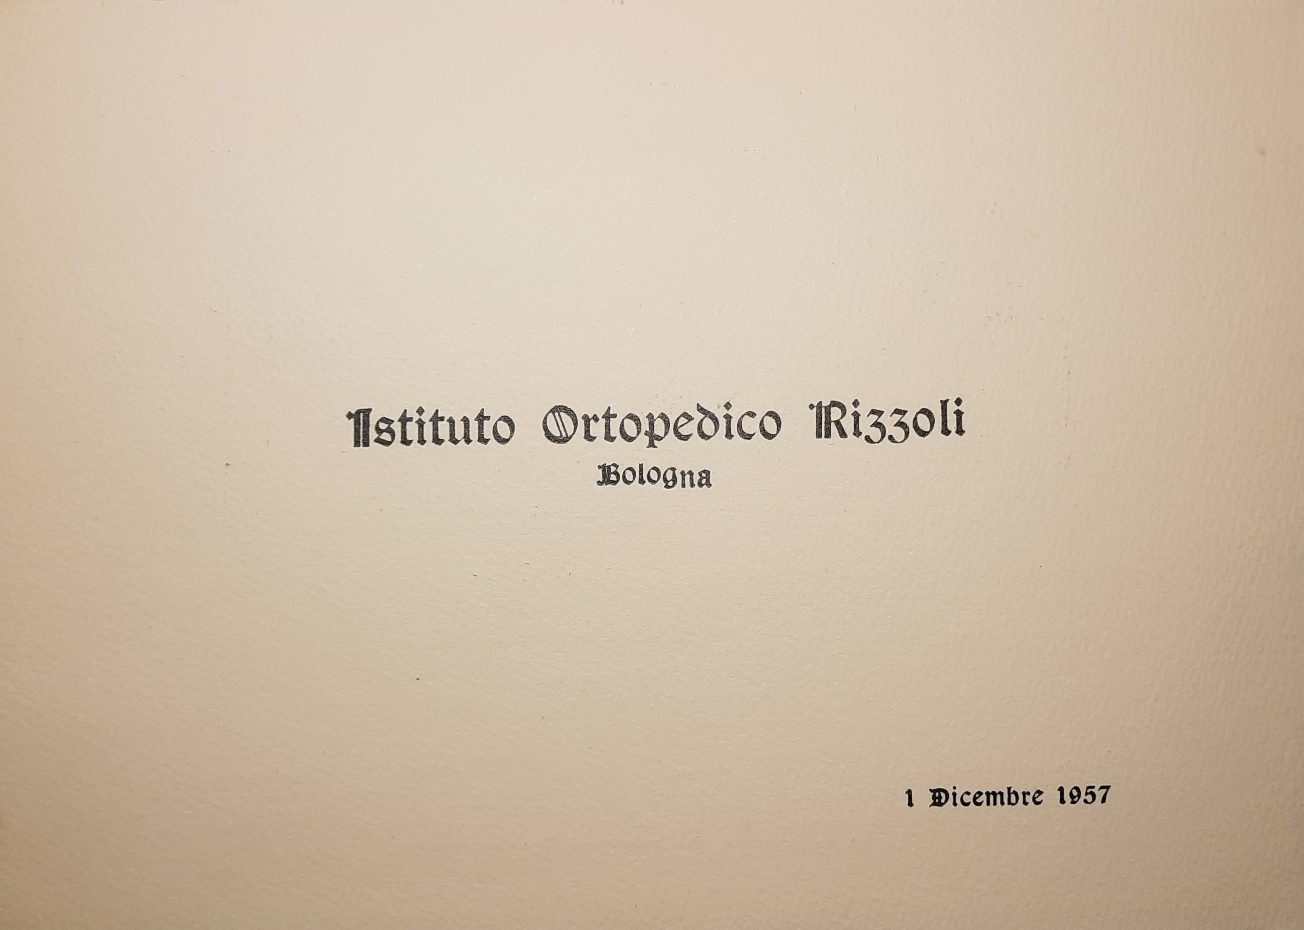 Istituto Ortopedico Rizzoli
Bologna
1 Dicembre 1957